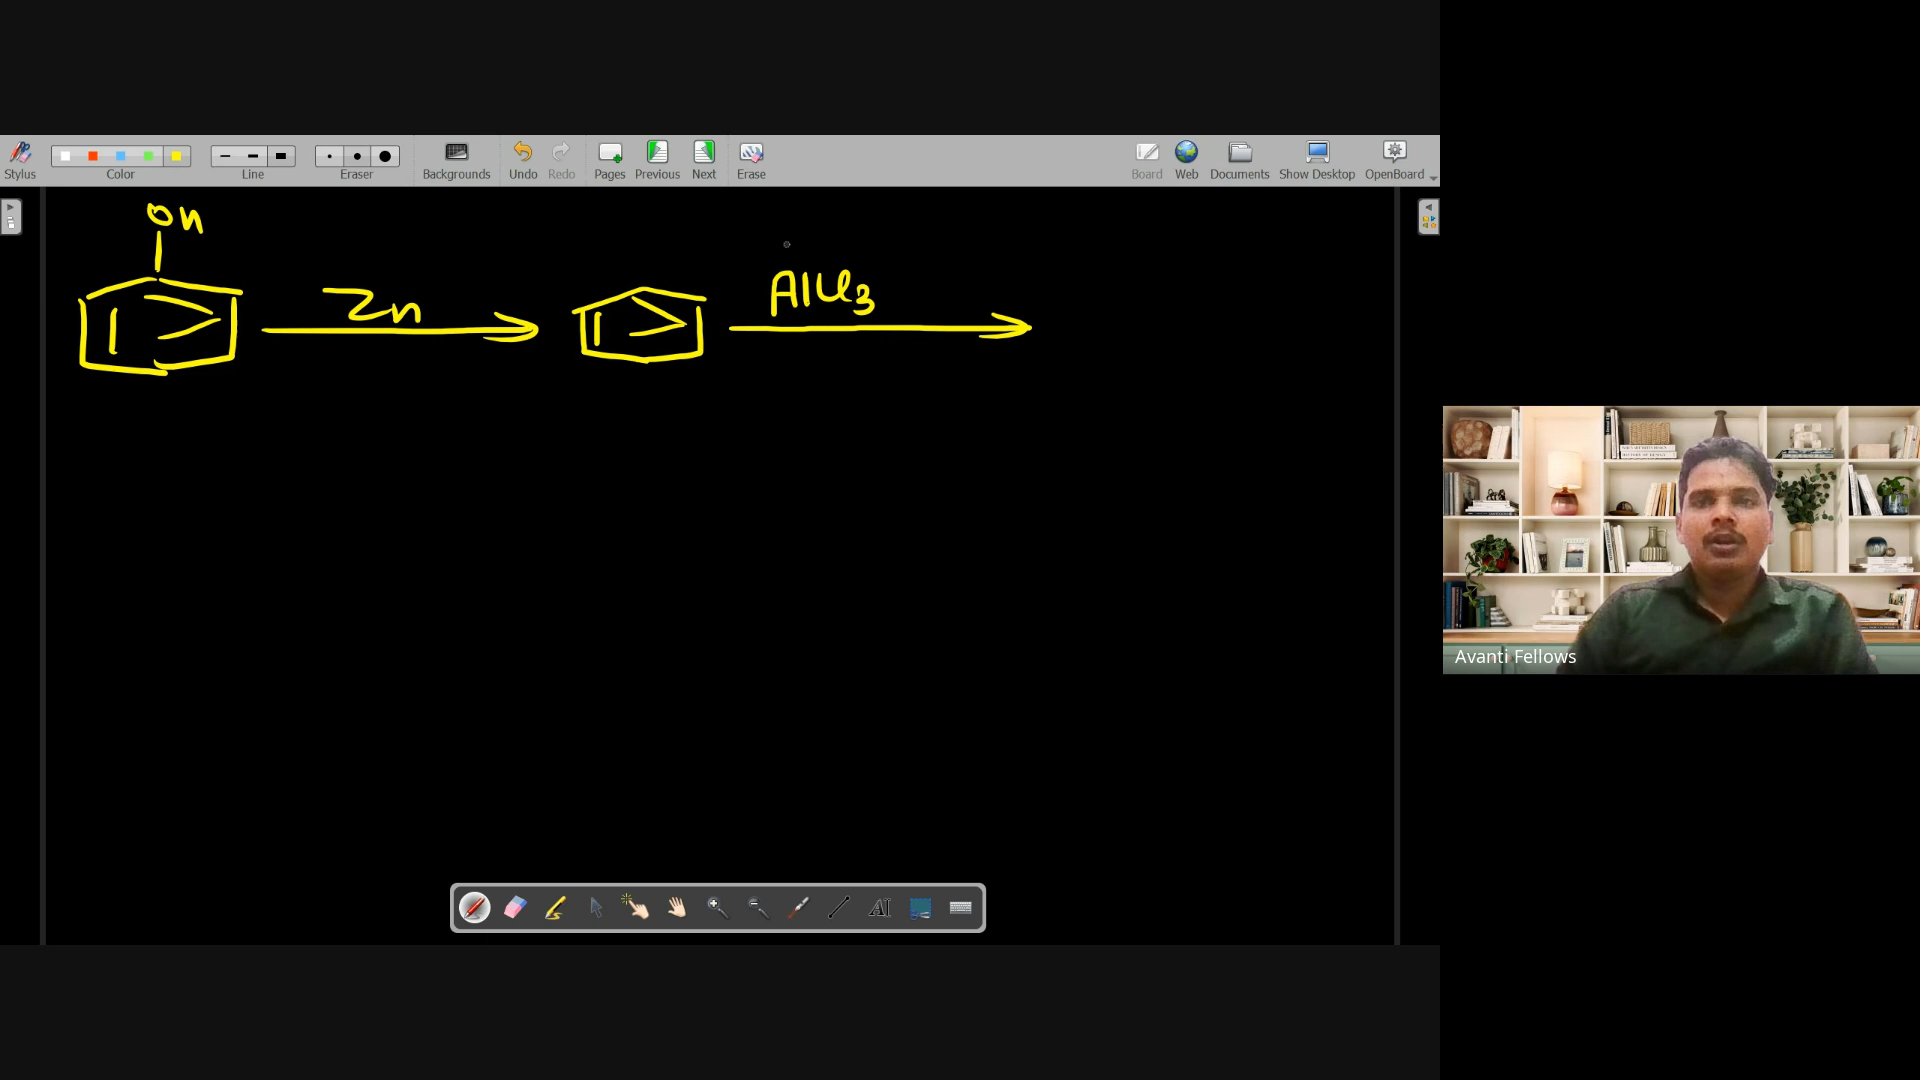 Stylus Color Line Eraser Backgrounds Undo Redo Pages Previous Next Erase Board Web Documents Show Desktop OpenBoard
OH
Zn
AlCl3
AI
Avanti Fellows